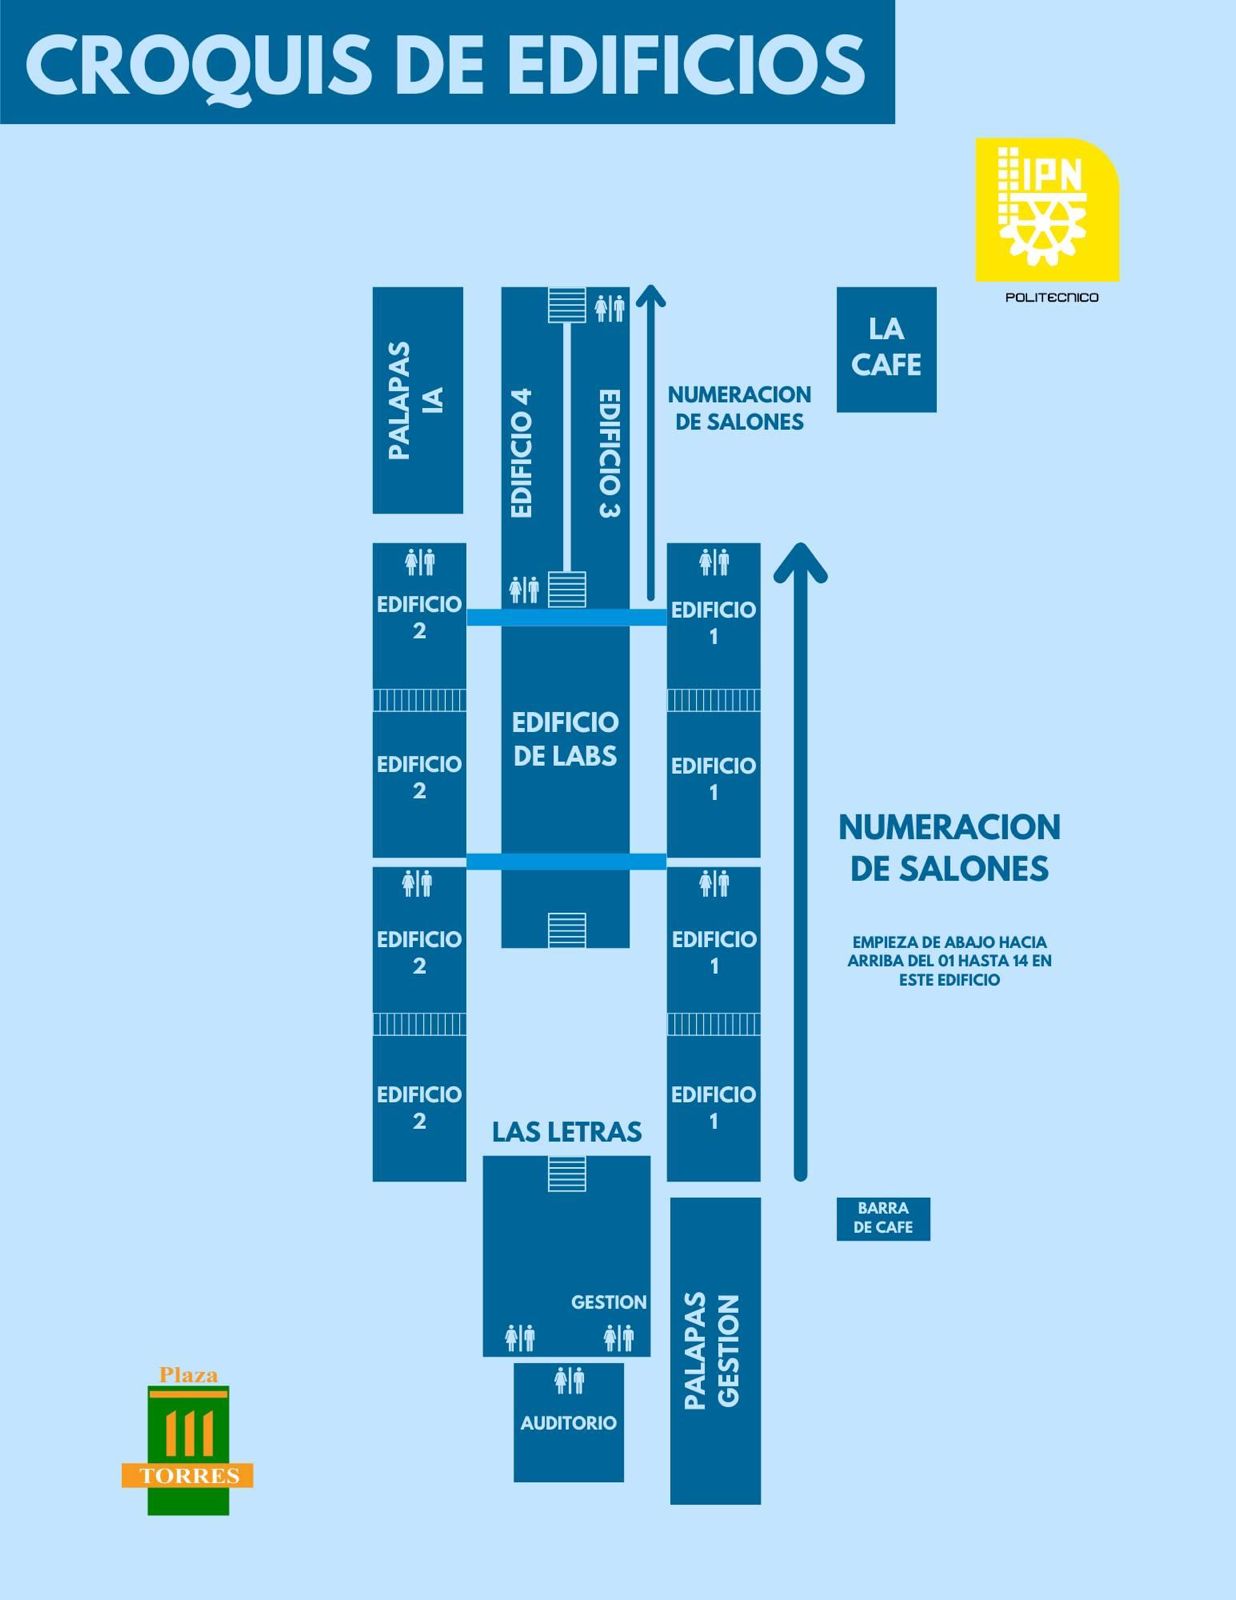 CROQUIS DE EDIFICIOS
IPN
POLITECNICO
PALAPAS
IA
EDIFICIO 4
EDIFICIO 3
NUMERACION
DE SALONES
LA
CAFE
EDIFICIO
2
EDIFICIO
1
EDIFICIO
DE LABS
EDIFICIO
2
EDIFICIO
1
NUMERACION
DE SALONES
EMPIEZA DE ABAJO HACIA
ARRIBA DEL 01 HASTA 14 EN
ESTE EDIFICIO
EDIFICIO
2
EDIFICIO
1
EDIFICIO
2
EDIFICIO
1
LAS LETRAS
GESTION
PALAPAS
GESTION
BARRA
DE CAFE
AUDITORIO
Plaza
TORRES